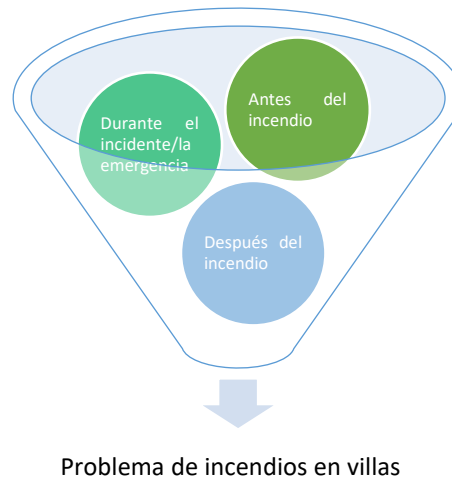 Antes del
incendio
Durante el
incidente/la
emergencia
Después del
incendio
Problema de incendios en villas